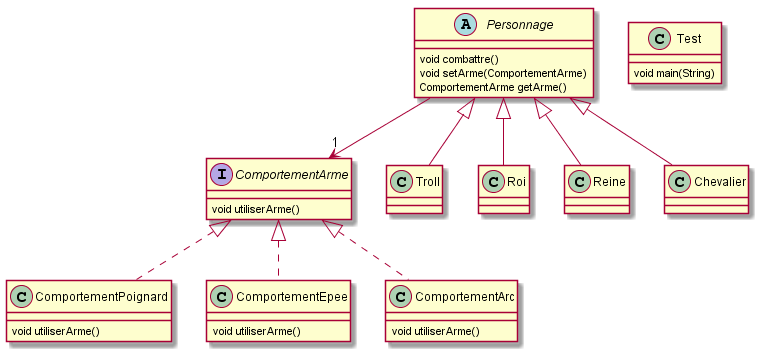 A Personnage
void combattre()
void setArme(ComportementArme)
ComportementArme getArme()
C Test
void main(String)
1
I ComportementArme
void utiliserArme()
C Troll
C Roi
C Reine
C Chevalier
C ComportementPoignard
void utiliserArme()
C ComportementEpee
void utiliserArme()
C ComportementArc
void utiliserArme()